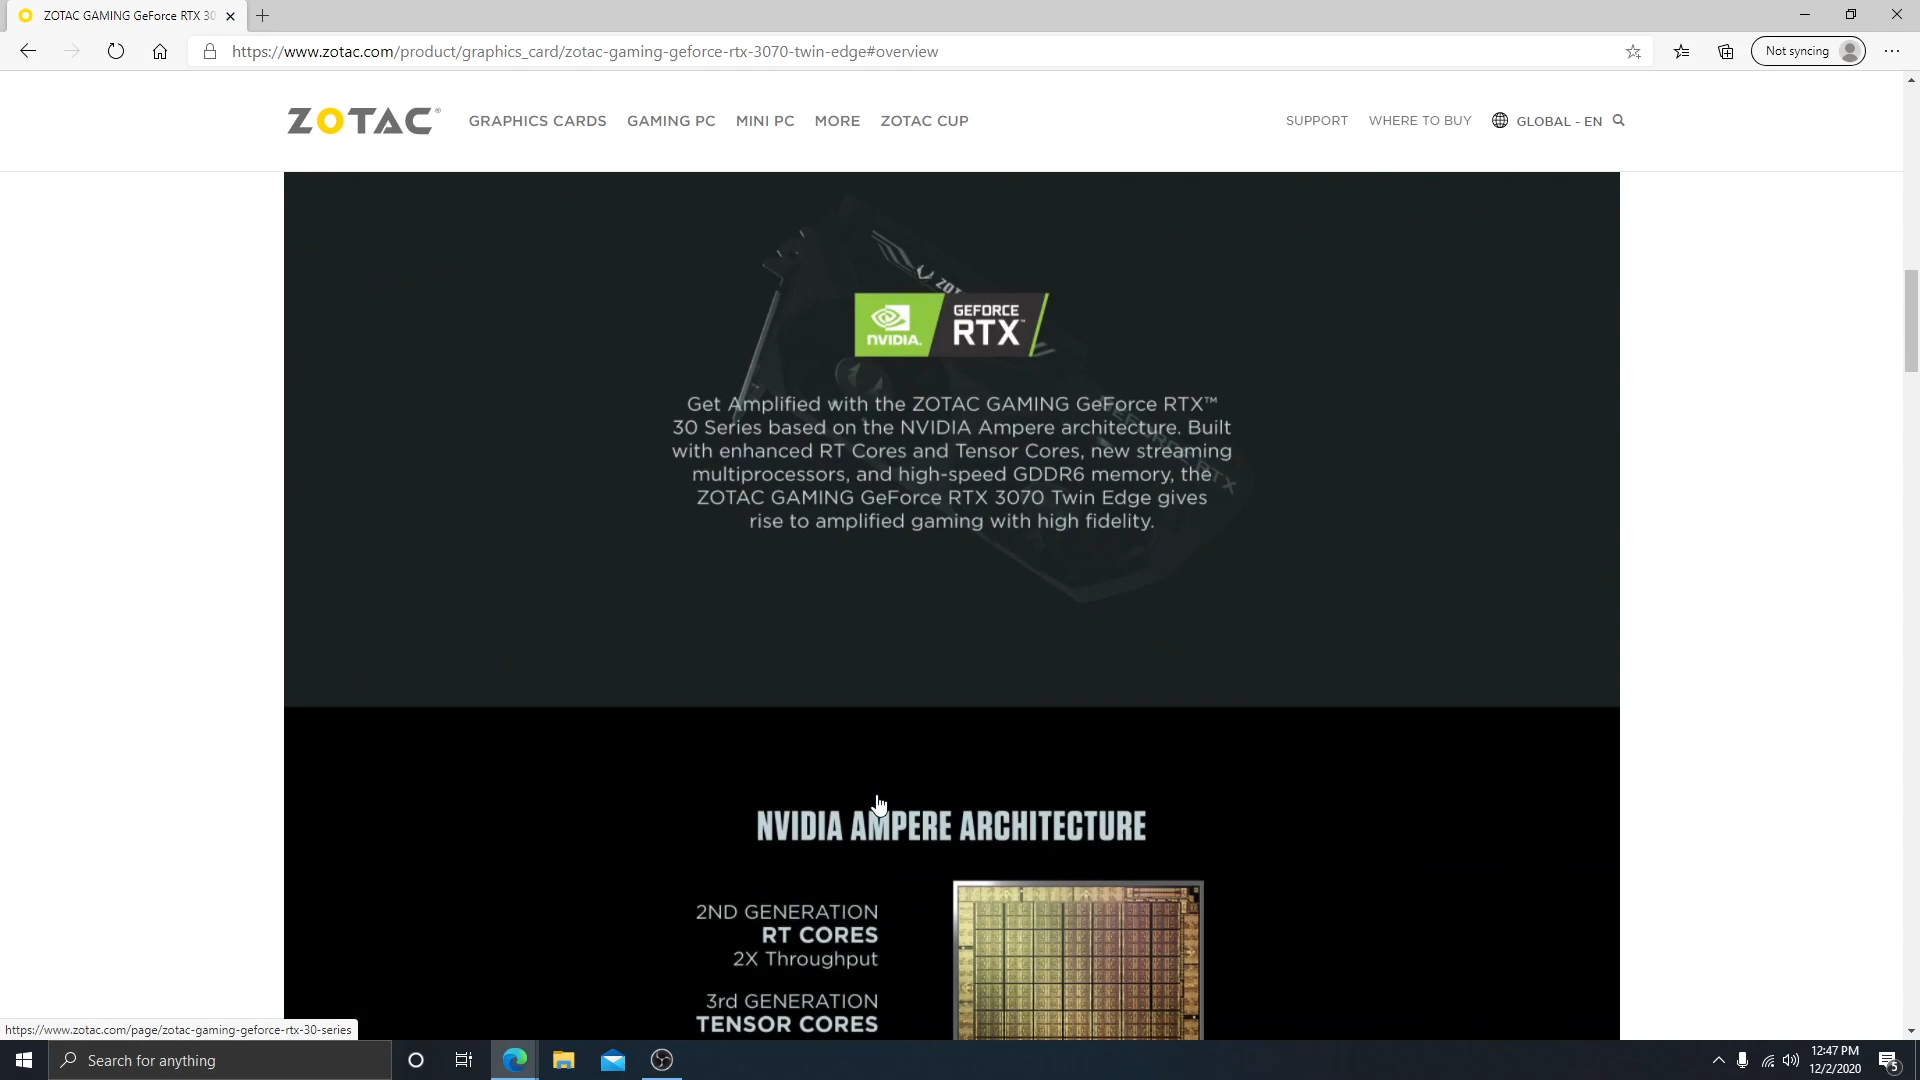 ZOTAC GAMING GeForce RTX 30
https://www.zotac.com/product/graphics_card/zotac-gaming-geforce-rtx-3070-twin-edge#overview
Not syncing
ZOTAC®
GRAPHICS CARDS GAMING PC MINI PC MORE ZOTAC CUP
SUPPORT WHERE TO BUY GLOBAL - EN
NVIDIA.
GEFORCE
RTX™
Get Amplified with the ZOTAC GAMING GeForce RTX™
30 Series based on the NVIDIA Ampere architecture. Built
with enhanced RT Cores and Tensor Cores, new streaming
multiprocessors, and high-speed GDDR6 memory, the
ZOTAC GAMING GeForce RTX 3070 Twin Edge gives
rise to amplified gaming with high fidelity.
GEFORCE RTX
NVIDIA AMPERE ARCHITECTURE
2ND GENERATION
RT CORES
2X Throughput
3rd GENERATION
TENSOR CORES
https://www.zotac.com/page/zotac-gaming-geforce-rtx-30-series
Search for anything
12:47 PM
12/2/2020
5